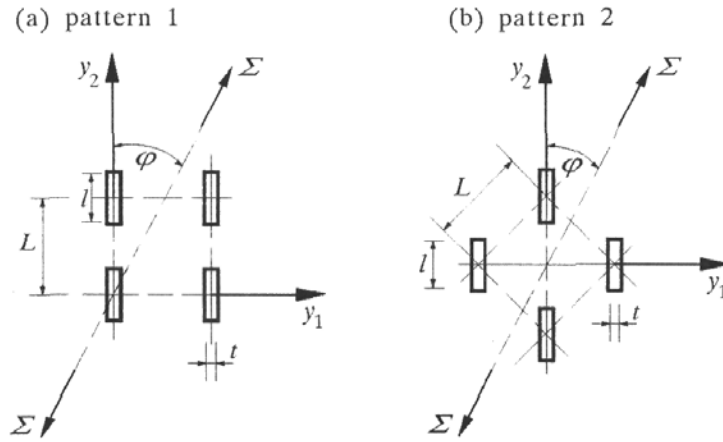 (a) pattern 1
(b) pattern 2
y₂
Σ
φ
l
L
t
y₁
Σ
y₂
Σ
φ
L
l
t
y₁
Σ